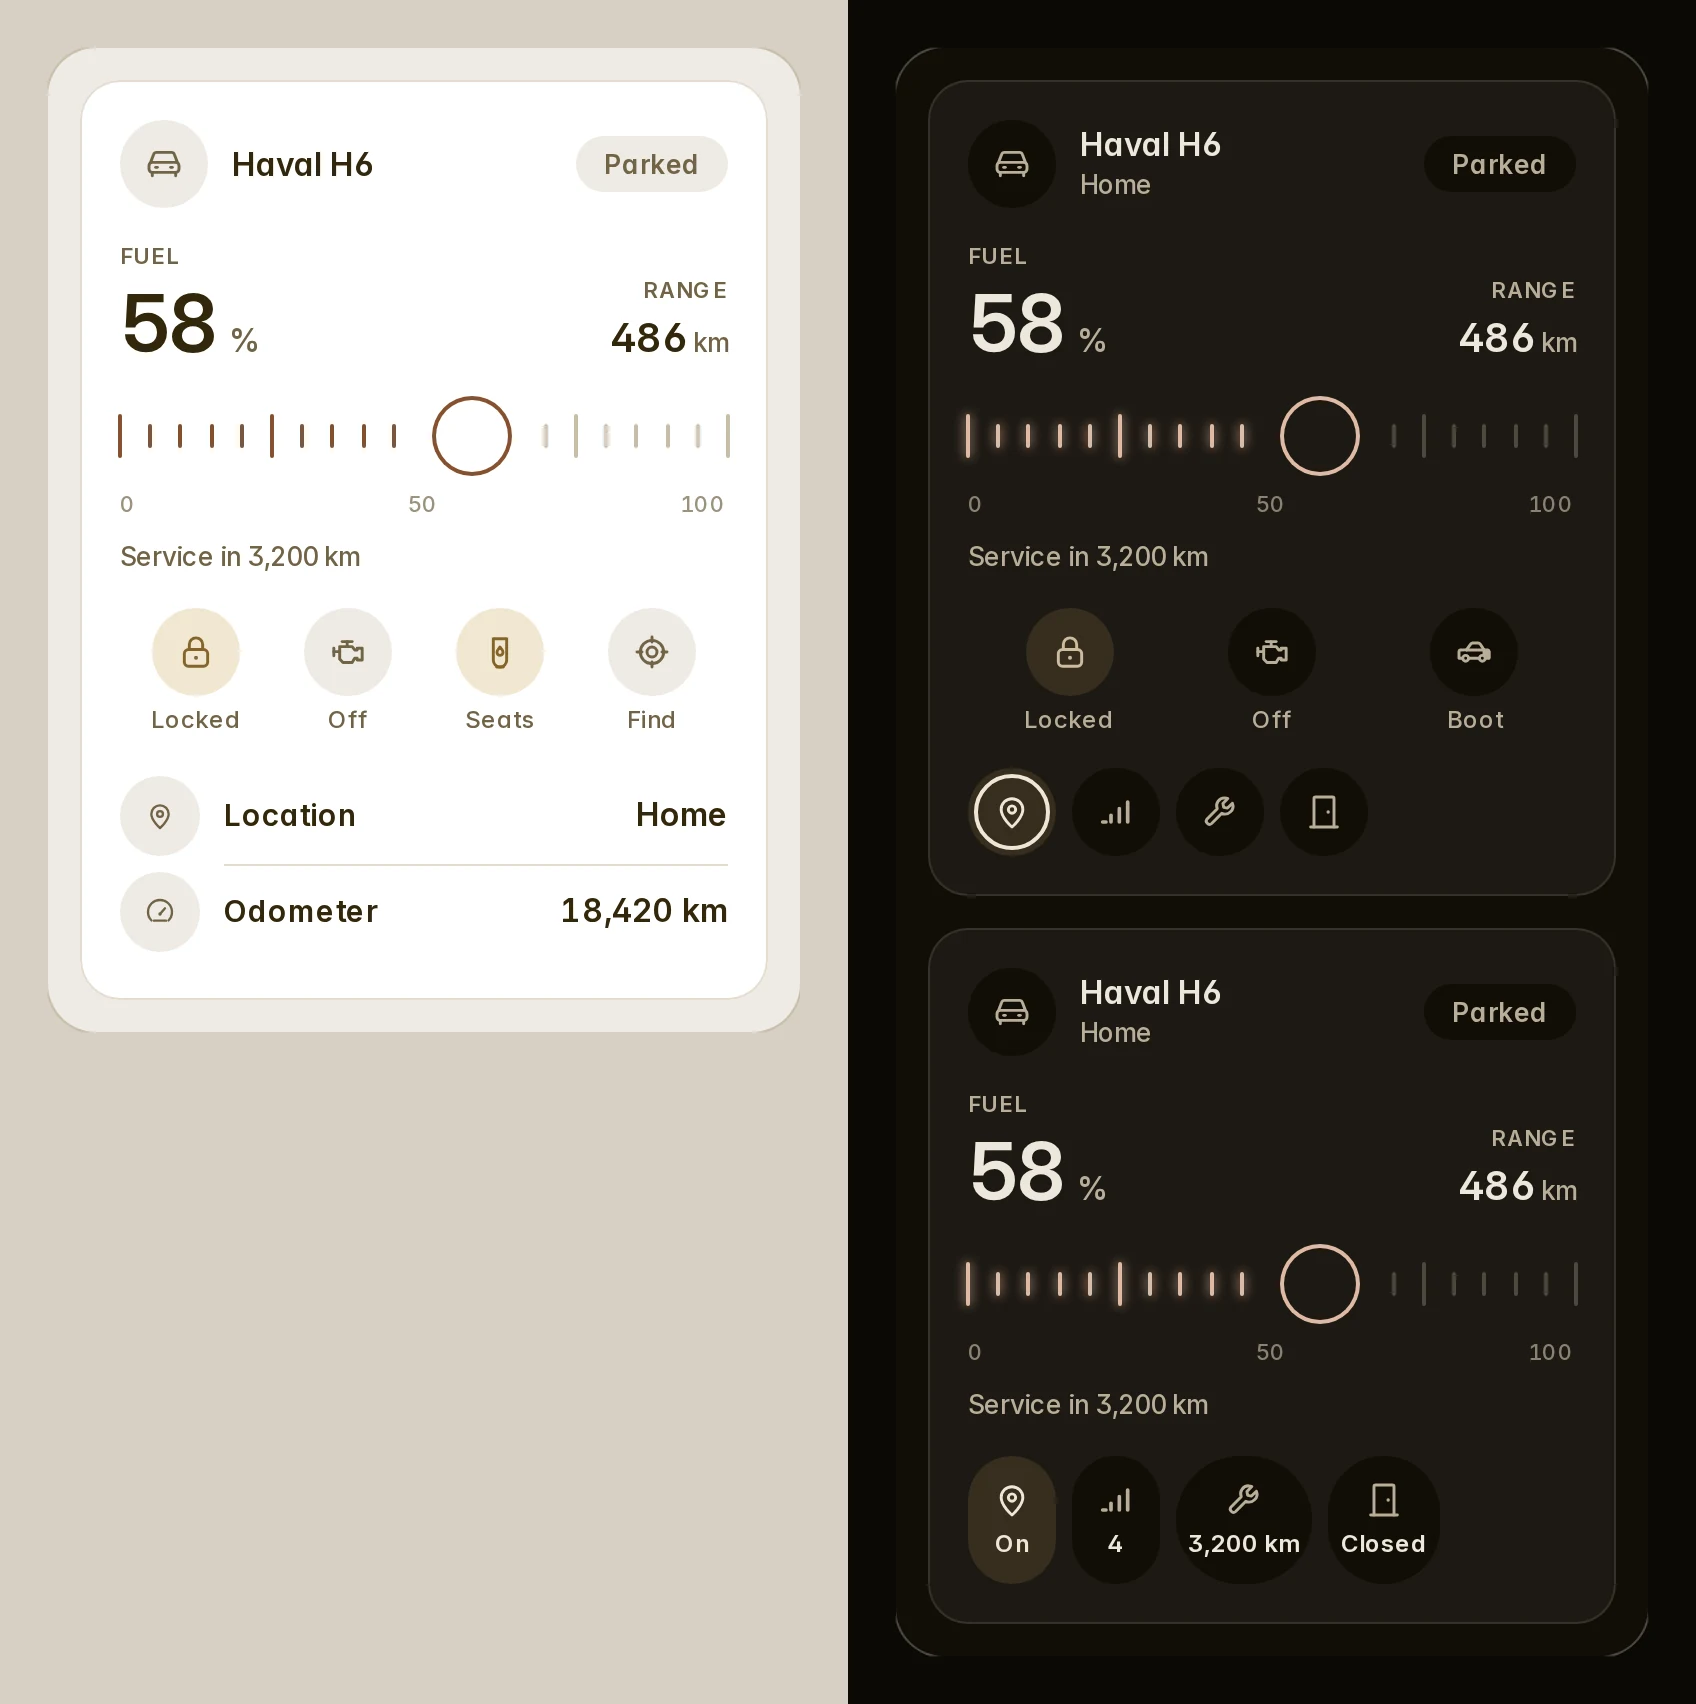 Haval H6
Parked
FUEL
58 %
RANGE
486 km
0 50 100
Service in 3,200 km
Locked Off Seats Find
Location Home
Odometer 18,420 km
Haval H6
Home
Parked
FUEL
58 %
RANGE
486 km
0 50 100
Service in 3,200 km
Locked Off Boot
Haval H6
Home
Parked
FUEL
58 %
RANGE
486 km
0 50 100
Service in 3,200 km
On 4 3,200 km Closed